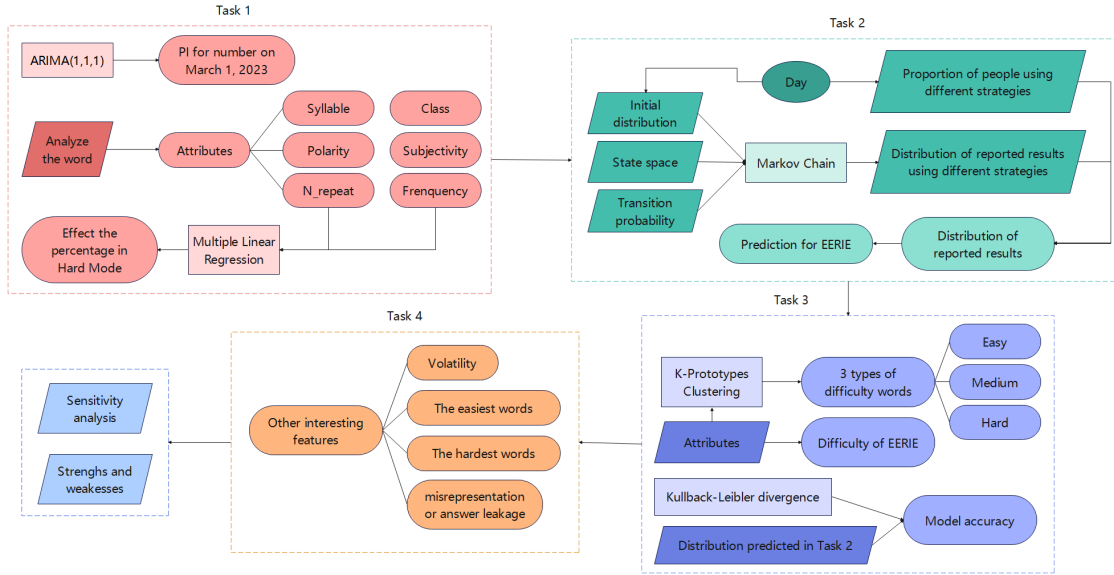 Task 1
ARIMA(1,1,1)
PI for number on
March 1, 2023
Analyze
the word
Attributes
Syllable
Polarity
N_repeat
Class
Subjectivity
Frenquency
Effect the
percentage in
Hard Mode
Multiple Linear
Regression
Task 2
Day
Proportion of people using
different strategies
Initial
distribution
State space
Transition
probability
Markov Chain
Distribution of reported results
using different strategies
Prediction for EERIE
Distribution of
reported results
Task 3
K-Prototypes
Clustering
3 types of
difficulty words
Easy
Medium
Hard
Attributes
Difficulty of EERIE
Kullback-Leibler divergence
Distribution predicted in Task 2
Model accuracy
Task 4
Other interesting
features
Volatility
The easiest words
The hardest words
misrepresentation
or answer leakage
Sensitivity
analysis
Strenghs and
weakesses